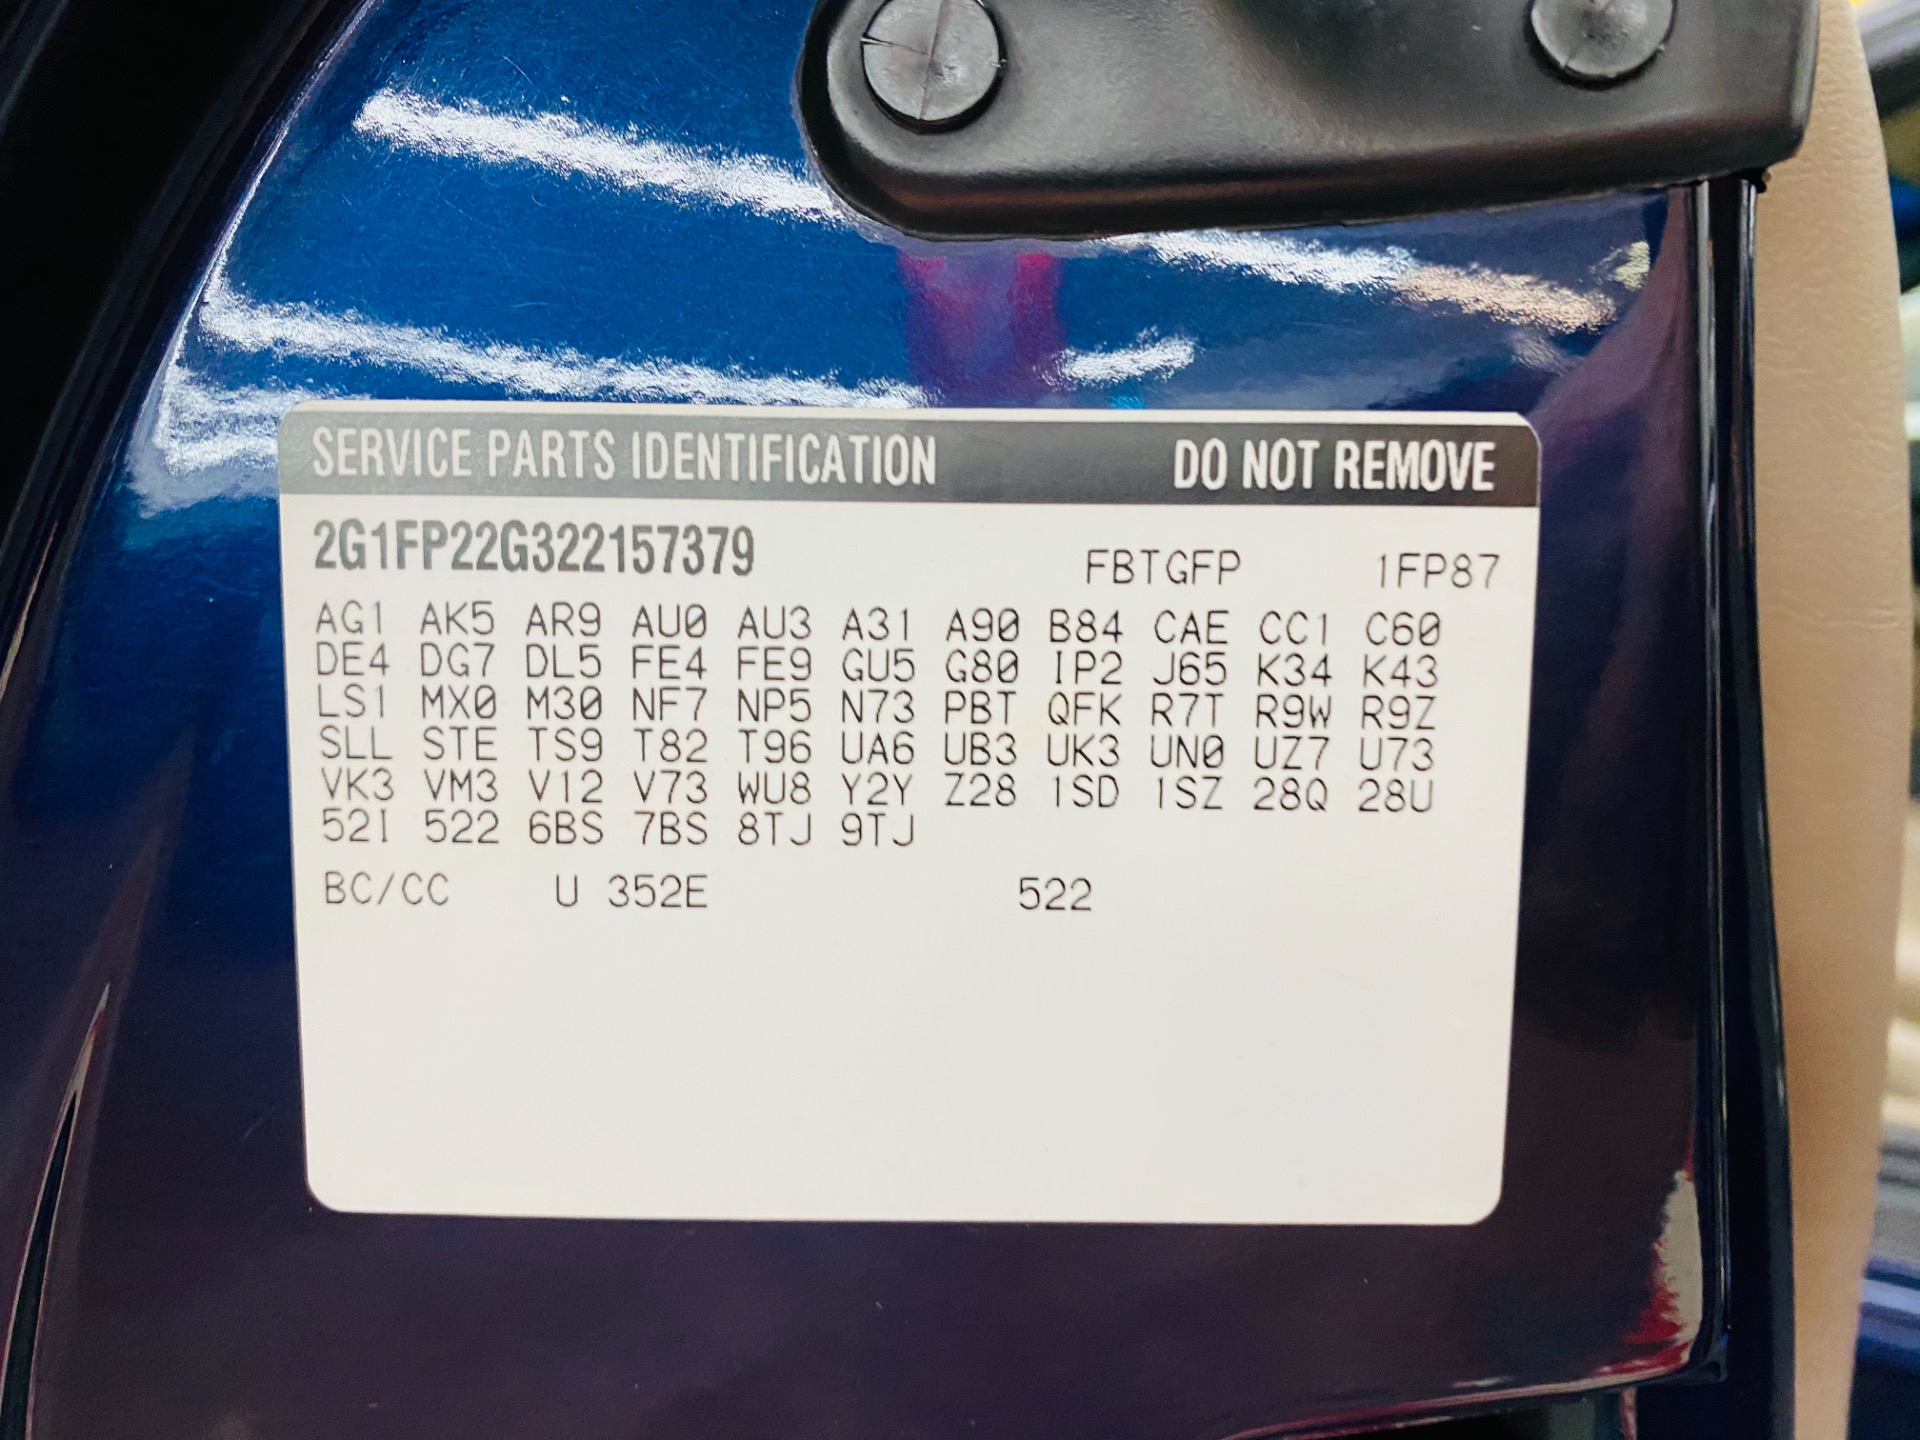 SERVICE PARTS IDENTIFICATION DO NOT REMOVE
2G1FP22G322157379 FBTGFP 1FP87
AG1 AK5 AR9 AU0 AU3 A31 A90 B84 CAE CC1 C60
DE4 DG7 DL5 FE4 FE9 GU5 G80 IP2 J65 K34 K43
LS1 MX0 M30 NF7 NP5 N73 PBT QFK R7T R9W R9Z
SLL STE TS9 T82 T96 UA6 UB3 UK3 UN0 UZ7 U73
VK3 VM3 V12 V73 WU8 Y2Y Z28 1SD 1SZ 28Q 28U
52I 522 6BS 7BS 8TJ 9TJ
BC/CC U 352E 522